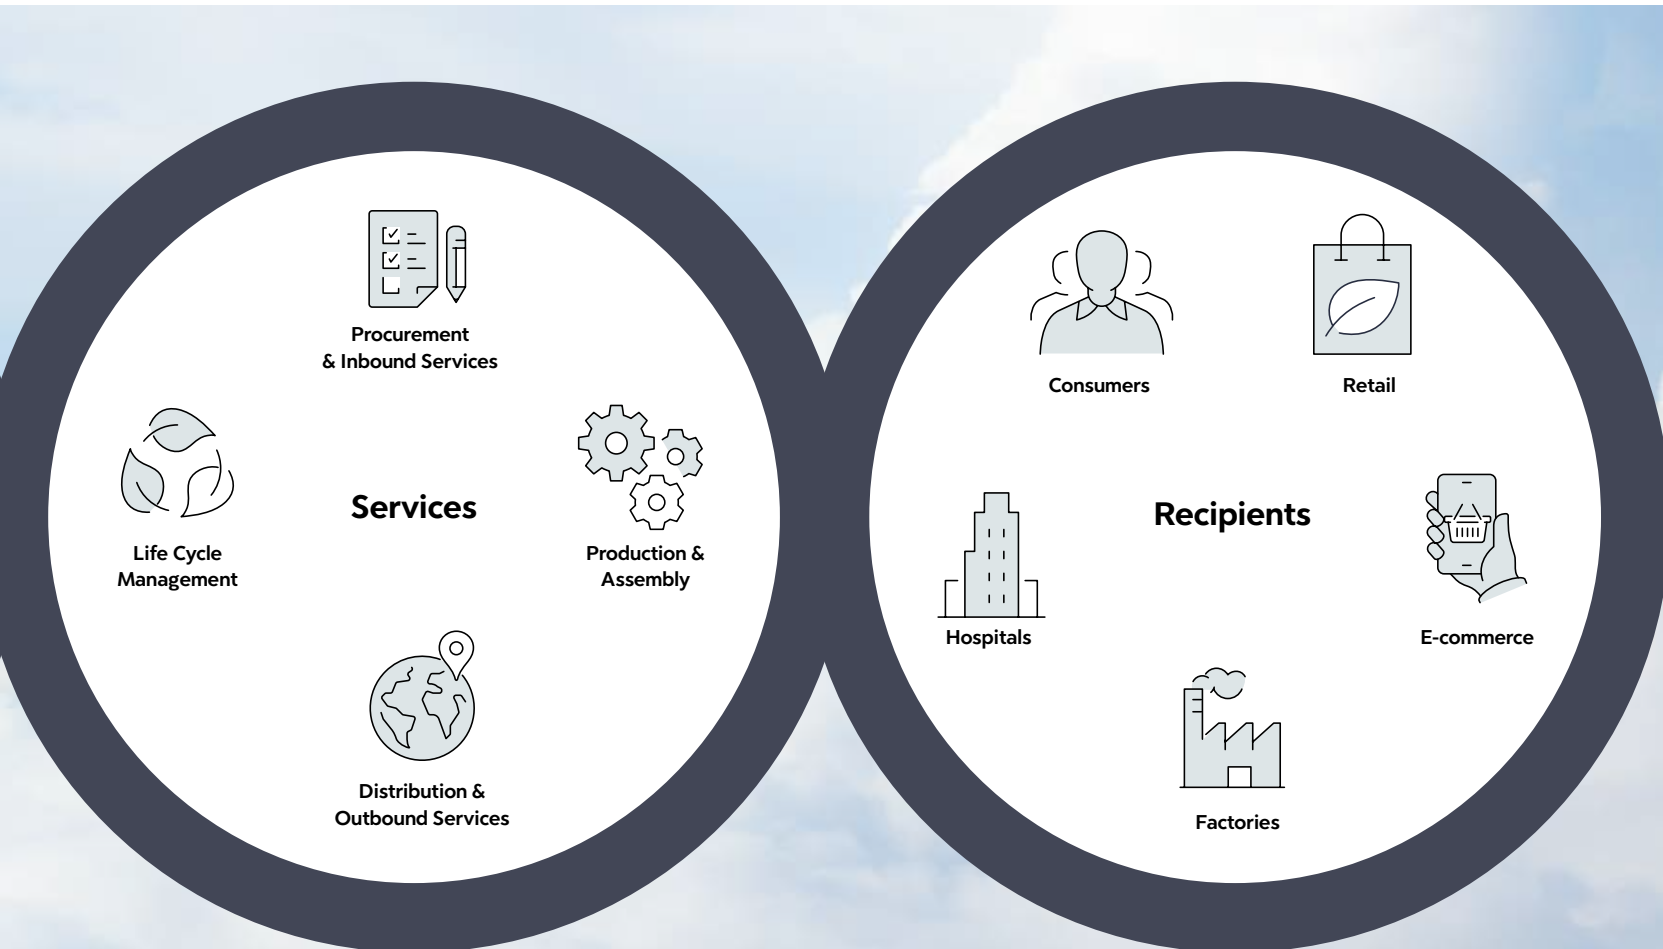 Procurement
& Inbound Services
Life Cycle
Management
Services
Production &
Assembly
Distribution &
Outbound Services
Consumers
Retail
Hospitals
Recipients
E-commerce
Factories